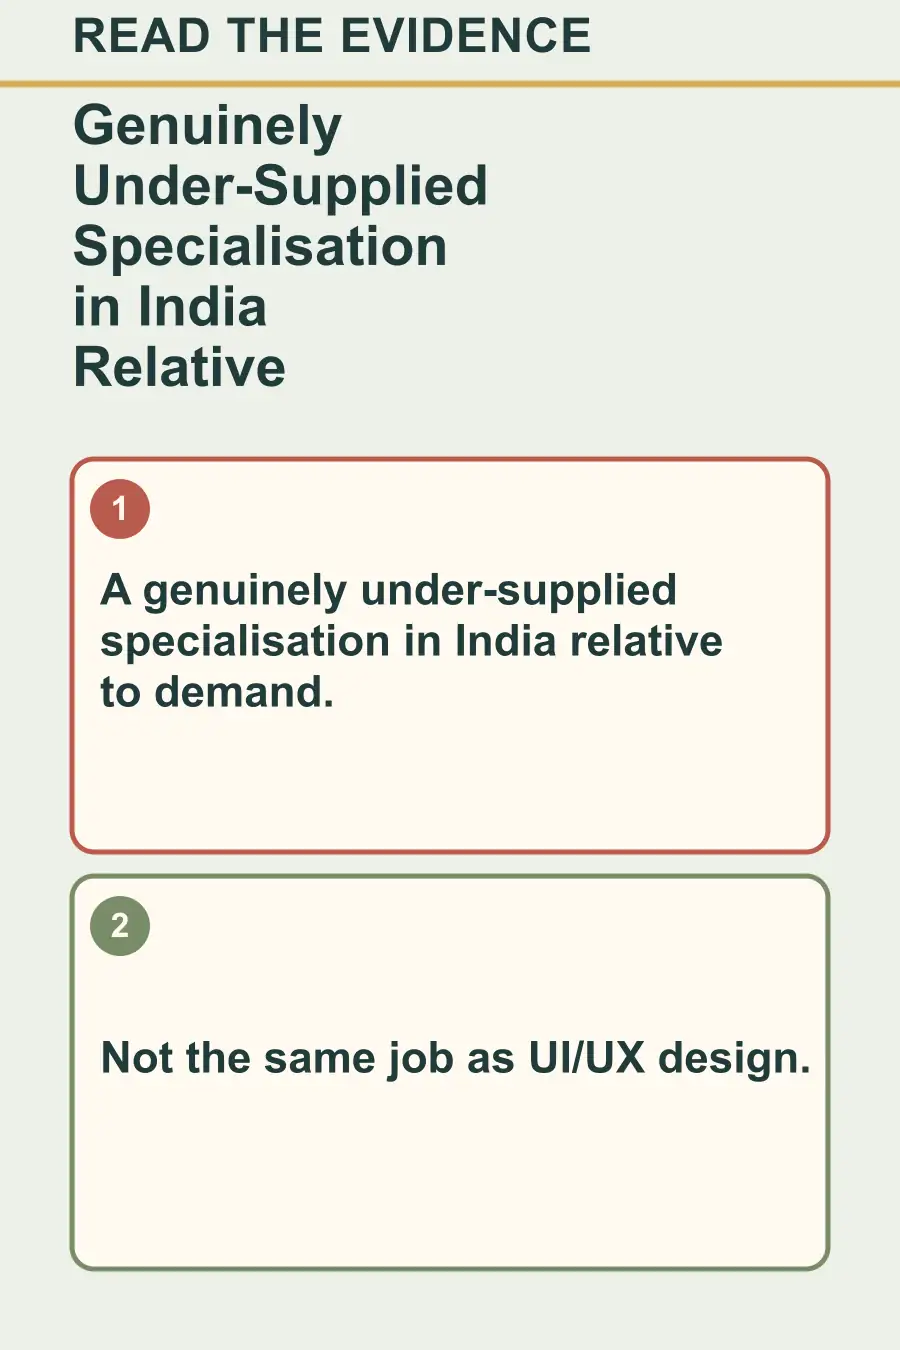 READ THE EVIDENCE
Genuinely
Under-Supplied
Specialisation
in India
Relative
1
A genuinely under-supplied
specialisation in India relative
to demand.
2
Not the same job as UI/UX design.